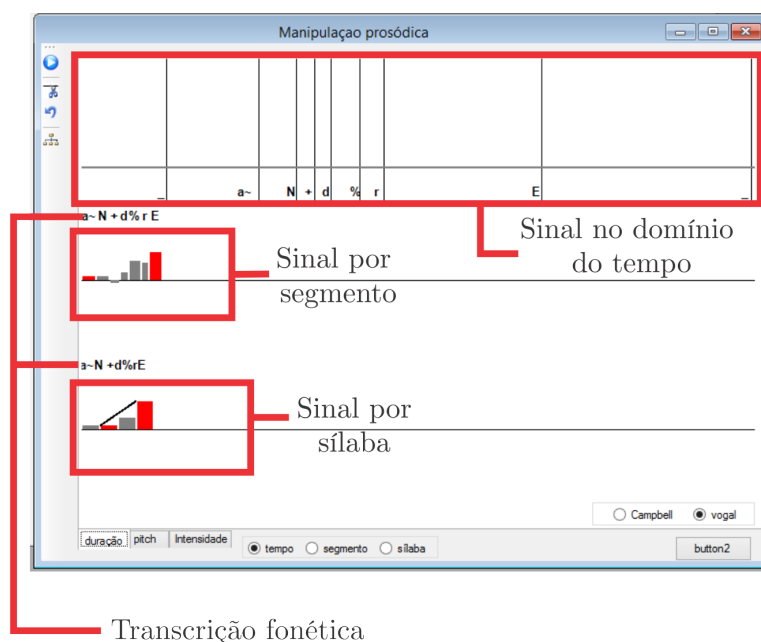 Manipulaçao prosódica
_ a~ N + d % r E _
a~ N + d% r E
Sinal no domínio
do tempo
Sinal por
segmento
a~N +d%rE
Sinal por
sílaba
Campbell vogal
duração pitch Intensidade
tempo segmento sílaba
button2
Transcrição fonética